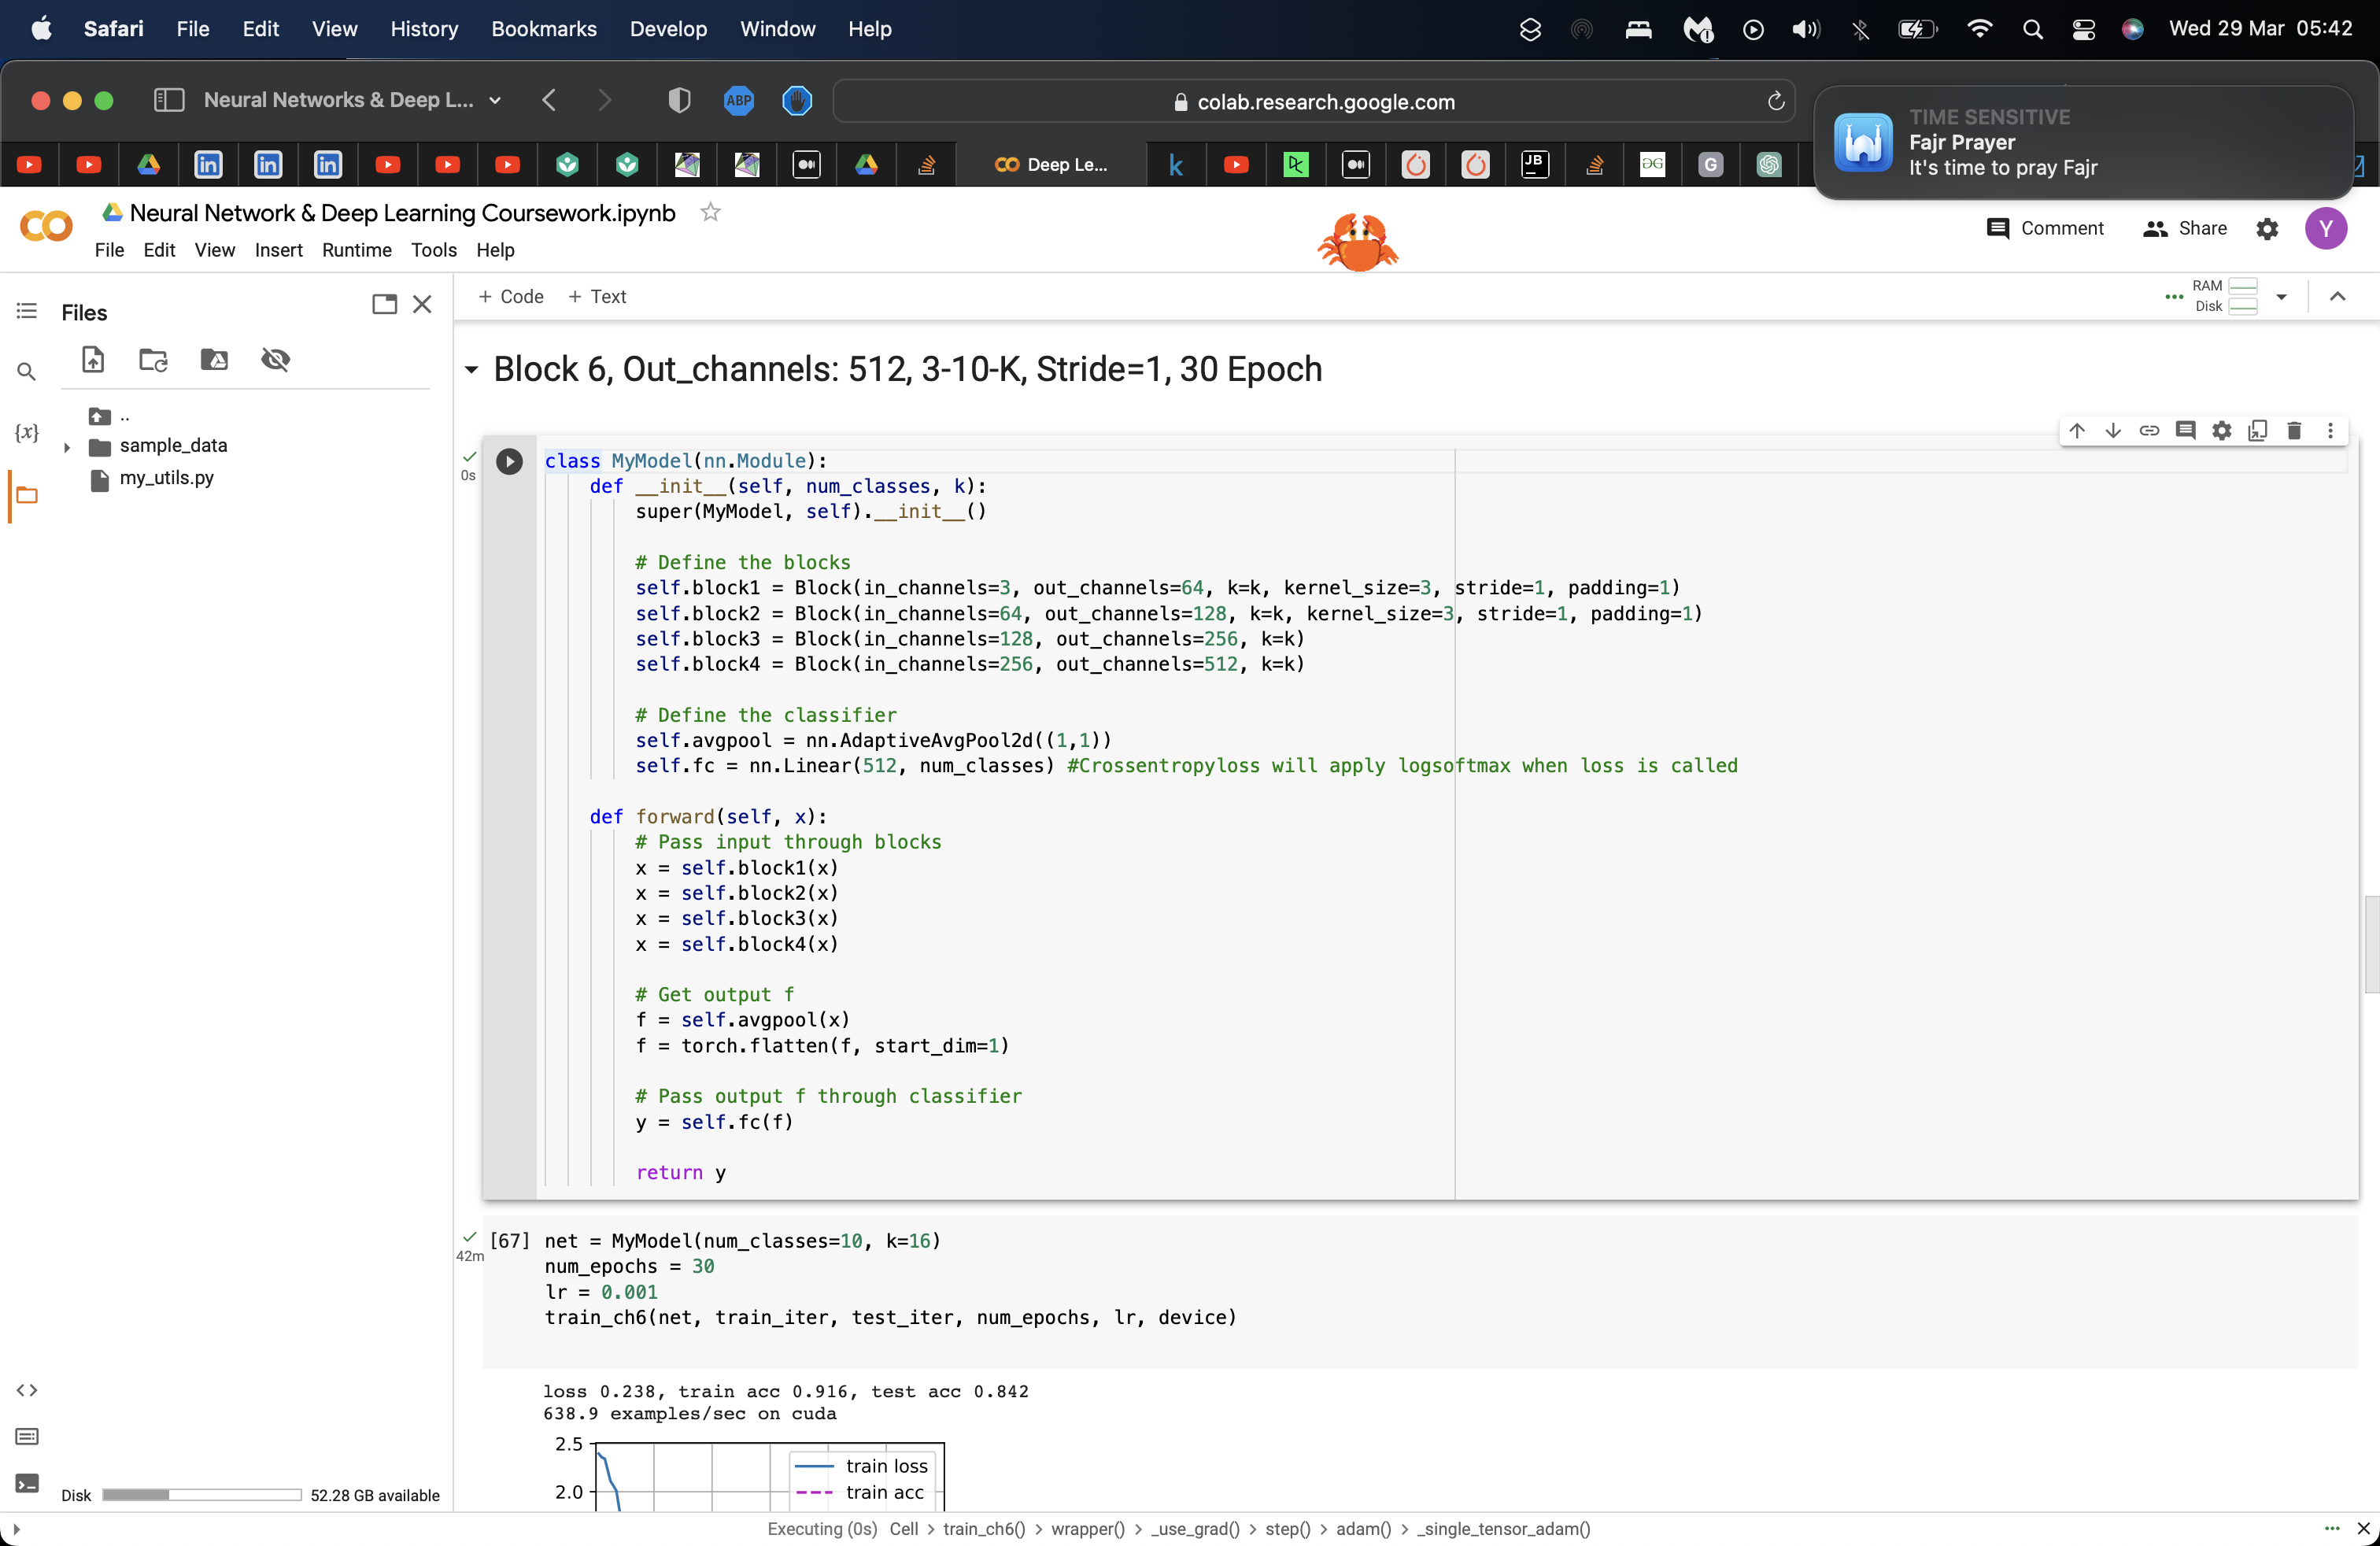 Safari File Edit View History Bookmarks Develop Window Help Wed 29 Mar 05:42
Neural Networks & Deep L... ABP colab.research.google.com
TIME SENSITIVE
Fajr Prayer
It's time to pray Fajr
in in in Deep Le... k JB G
Neural Network & Deep Learning Coursework.ipynb
Comment Share Y
File Edit View Insert Runtime Tools Help
Files
+ Code + Text
RAM
Disk
..
sample_data
my_utils.py
{x}
Block 6, Out_channels: 512, 3-10-K, Stride=1, 30 Epoch
0s
class MyModel(nn.Module):
def __init__(self, num_classes, k):
super(MyModel, self).__init__()
# Define the blocks
self.block1 = Block(in_channels=3, out_channels=64, k=k, kernel_size=3, stride=1, padding=1)
self.block2 = Block(in_channels=64, out_channels=128, k=k, kernel_size=3, stride=1, padding=1)
self.block3 = Block(in_channels=128, out_channels=256, k=k)
self.block4 = Block(in_channels=256, out_channels=512, k=k)
# Define the classifier
self.avgpool = nn.AdaptiveAvgPool2d((1,1))
self.fc = nn.Linear(512, num_classes) #Crossentropyloss will apply logsoftmax when loss is called
def forward(self, x):
# Pass input through blocks
x = self.block1(x)
x = self.block2(x)
x = self.block3(x)
x = self.block4(x)
# Get output f
f = self.avgpool(x)
f = torch.flatten(f, start_dim=1)
# Pass output f through classifier
y = self.fc(f)
return y
42m
[67] net = MyModel(num_classes=10, k=16)
num_epochs = 30
lr = 0.001
train_ch6(net, train_iter, test_iter, num_epochs, lr, device)
loss 0.238, train acc 0.916, test acc 0.842
638.9 examples/sec on cuda
2.5
train loss
2.0
train acc
Disk 52.28 GB available
Executing (0s) Cell > train_ch6() > wrapper() > _use_grad() > step() > adam() > _single_tensor_adam()